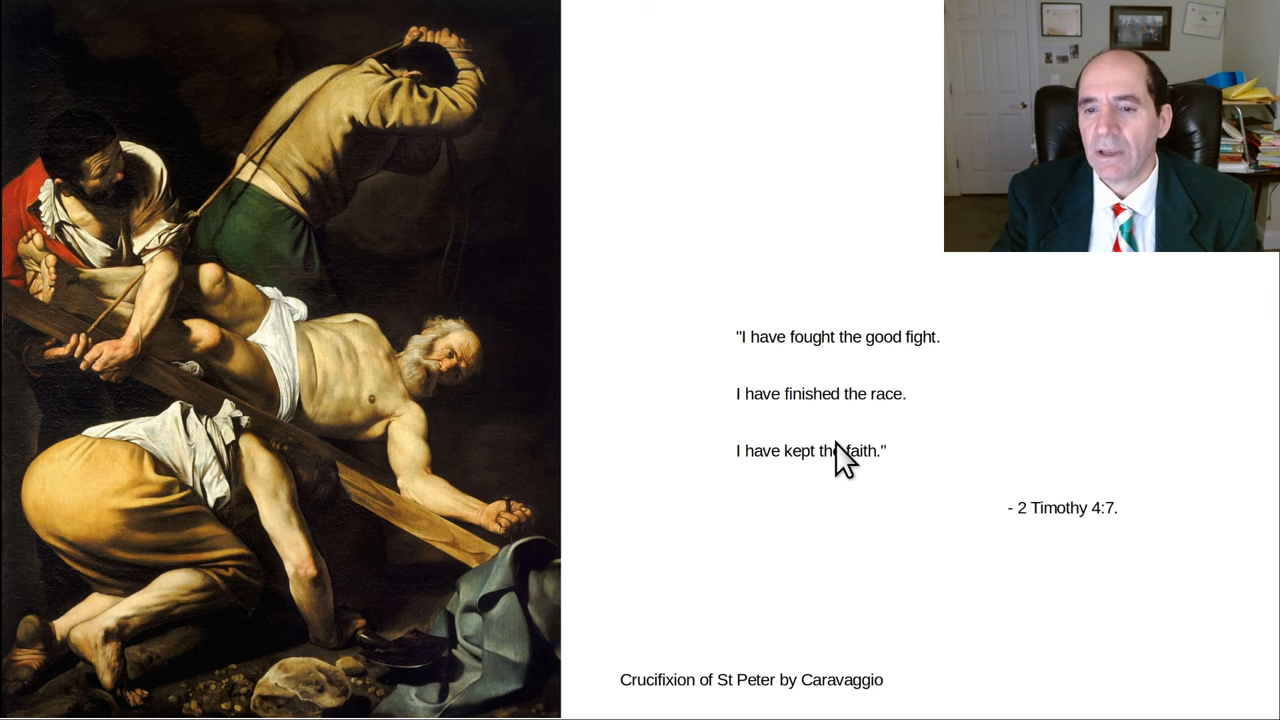 "I have fought the good fight.
I have finished the race.
I have kept the faith."
- 2 Timothy 4:7.
Crucifixion of St Peter by Caravaggio